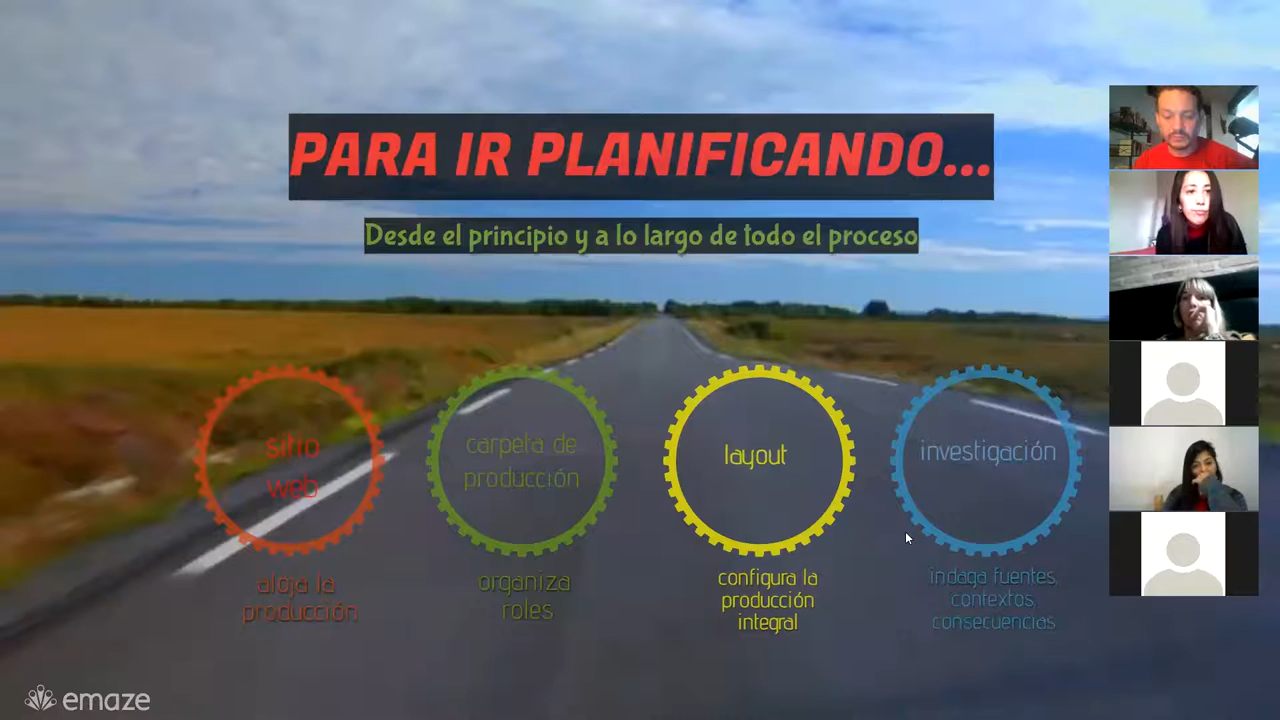 PARA IR PLANIFICANDO...
Desde el principio y a lo largo de todo el proceso
sitio
web
carpeta de
producción
layout
investigación
aloja la
producción
organiza
roles
configura la
producción
integral
indaga fuentes,
contextos,
consecuencias
emaze